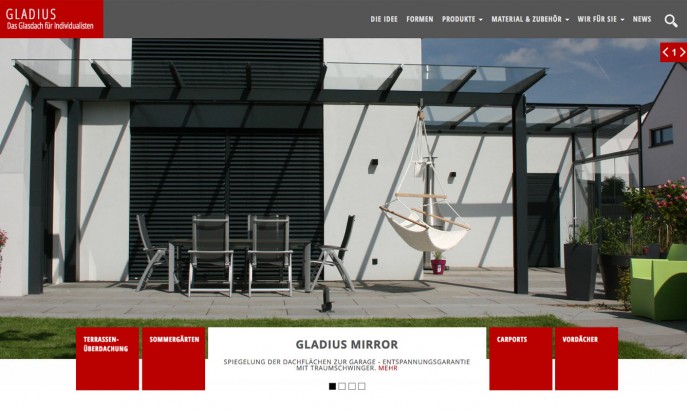 GLADIUS
Das Glasdach für Individualisten
DIE IDEE FORMEN PRODUKTE MATERIAL & ZUBEHÖR WIR FÜR SIE NEWS
1
TERRASSEN-
ÜBERDACHUNG
SOMMERGÄRTEN
GLADIUS MIRROR
SPIEGELUNG DER DACHFLÄCHEN ZUR GARAGE - ENTSPANNUNGSGARANTIE
MIT TRAUMSCHWINGER. MEHR
CARPORTS
VORDÄCHER